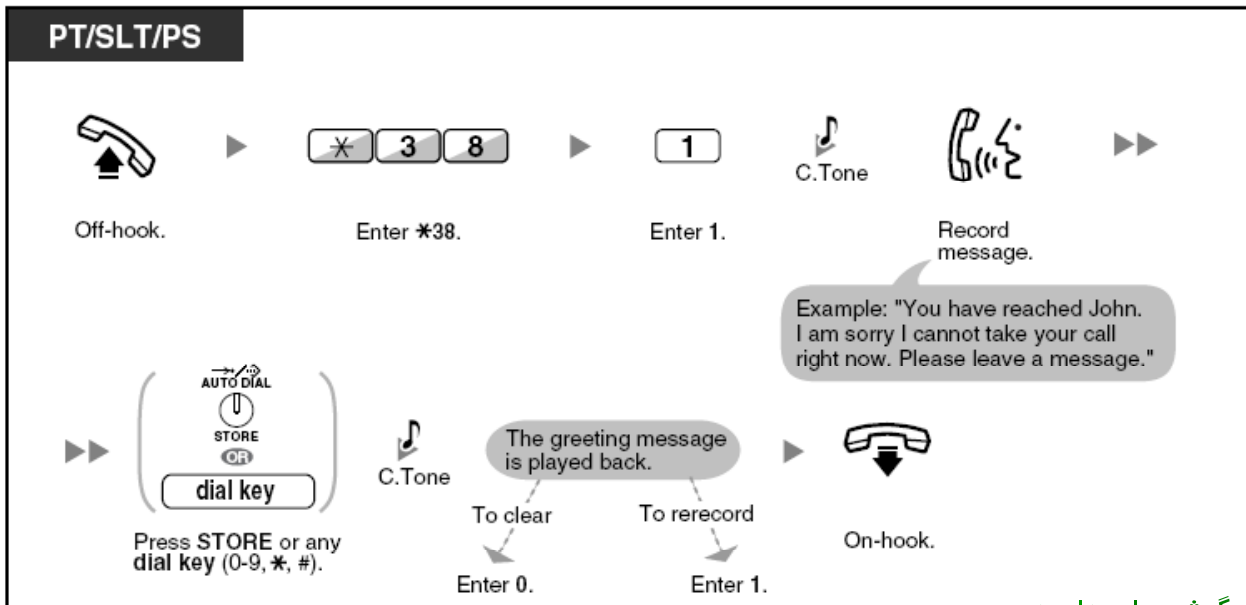 PT/SLT/PS
✳ 3 8
1
C.Tone
Off-hook.
Enter ✳38.
Enter 1.
Record
message.
Example: "You have reached John.
I am sorry I cannot take your call
right now. Please leave a message."
AUTO DIAL
STORE
OR
dial key
C.Tone
The greeting message
is played back.
To clear
To rerecord
Press STORE or any
dial key (0-9, ✳, #).
Enter 0.
Enter 1.
On-hook.